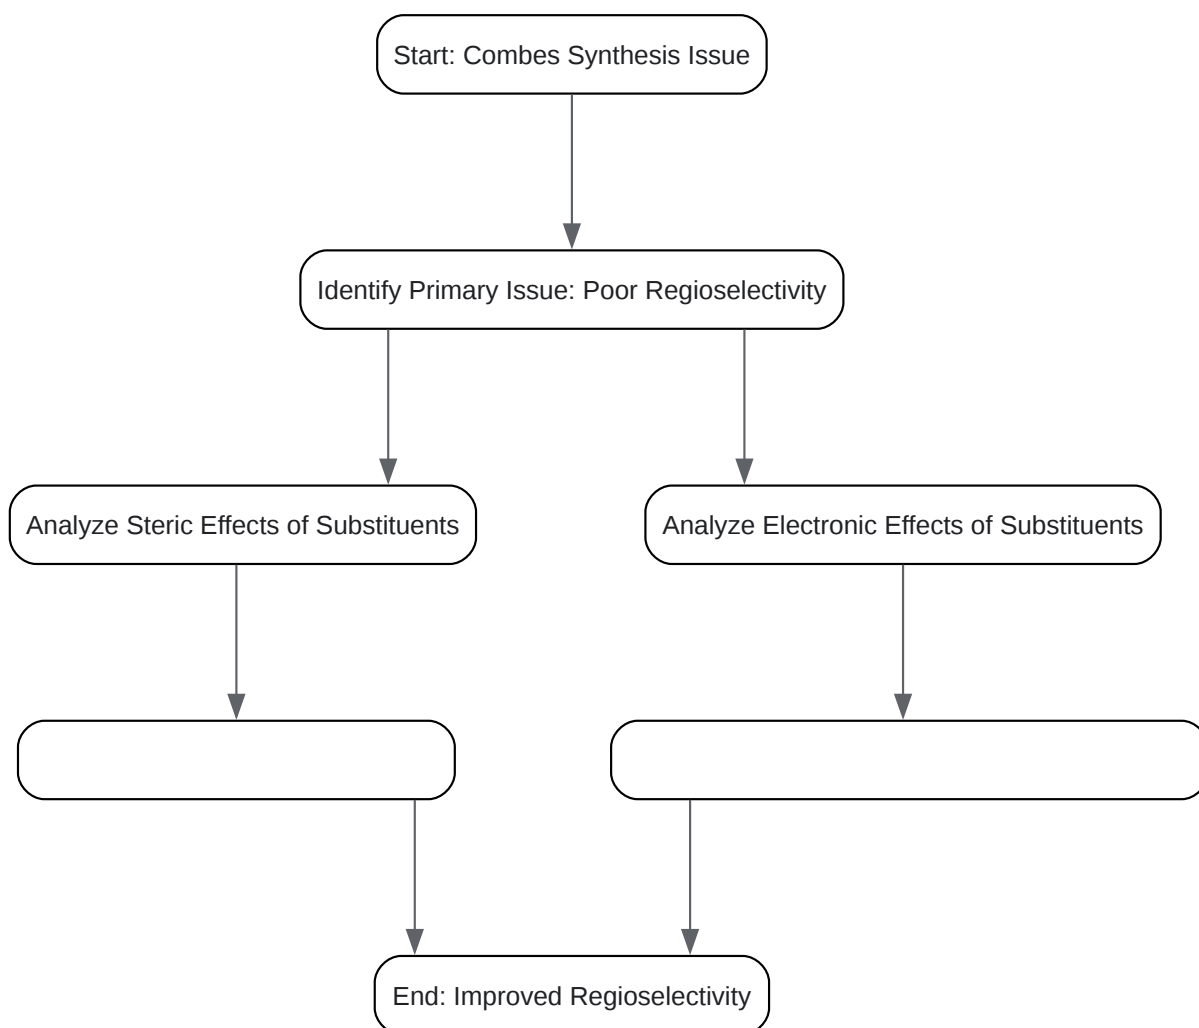 Start: Combes Synthesis Issue
Identify Primary Issue: Poor Regioselectivity
Analyze Steric Effects of Substituents
Analyze Electronic Effects of Substituents
End: Improved Regioselectivity